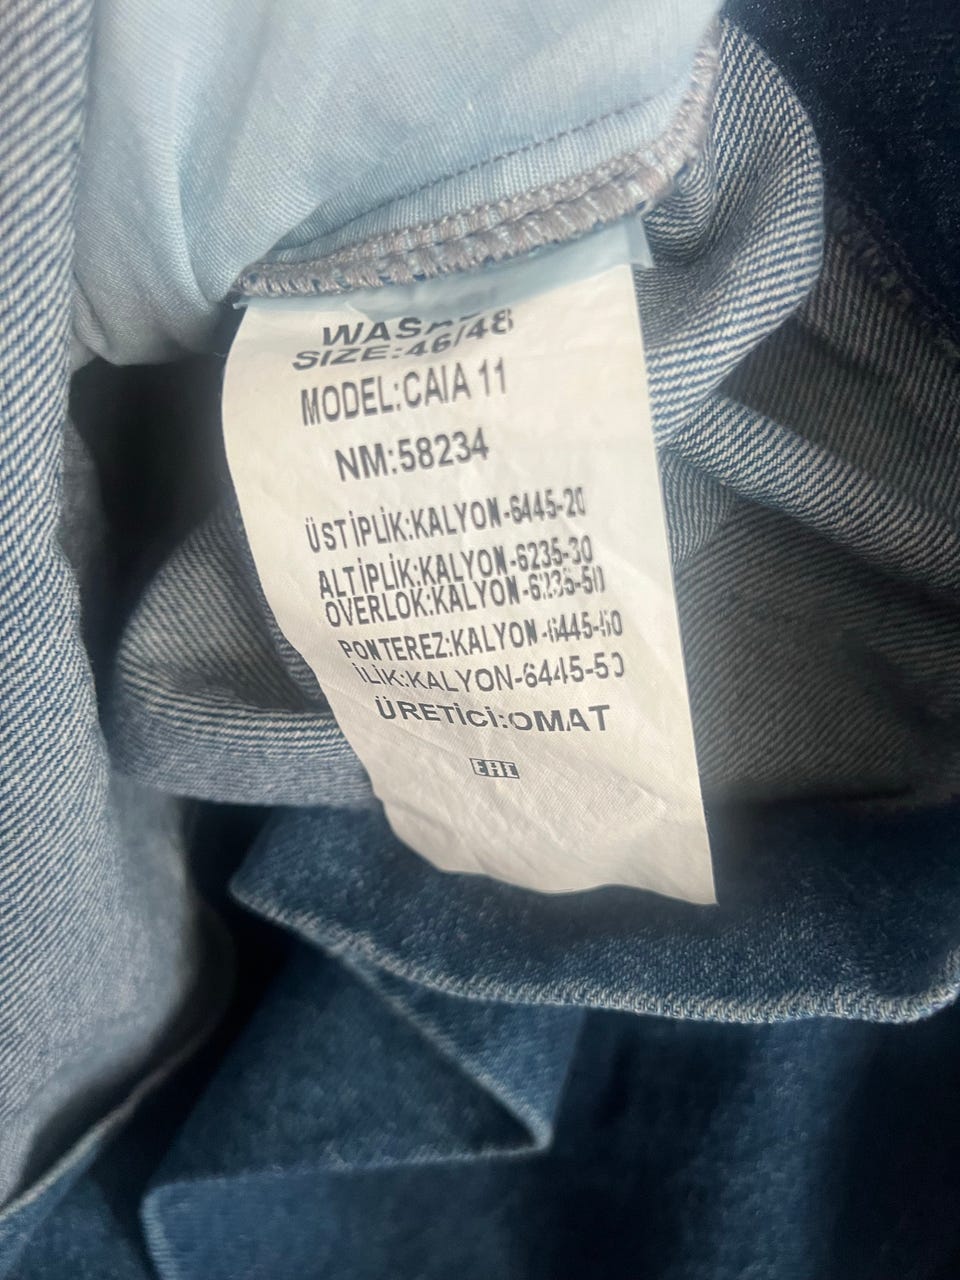 SIZE:46/48
MODEL:CAIA 11
NM:58234
ÜSTİPLİK:KALYON-6445-20
ALTİPLİK:KALYON-6235-30
OVERLOK:KALYON-6235-50
PONTEREZ:KALYON-6445-50
İLİK:KALYON-6445-50
ÜRETİCİ:OMAT
EAC